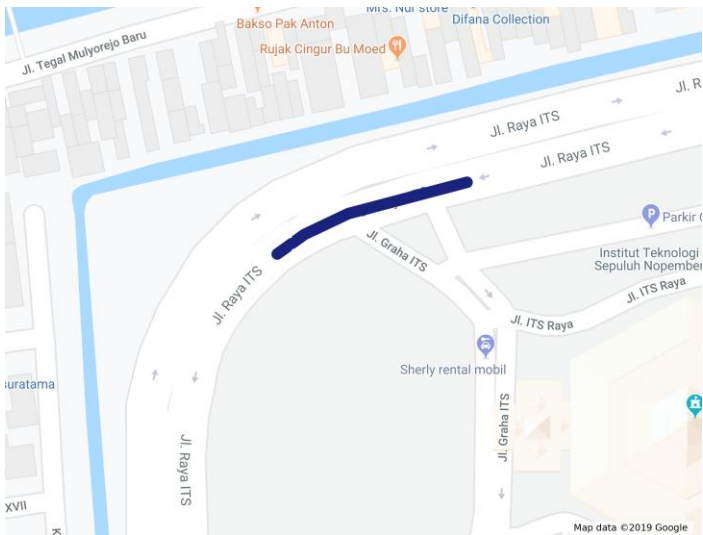 Mrs. Nur store
Bakso Pak Anton
Difana Collection
Rujak Cingur Bu Moed
Jl. Tegal Mulyorejo Baru
Jl. R
Jl. Raya ITS
Jl. Raya ITS
Parkir
Jl. Graha ITS
Institut Teknologi
Sepuluh Nopember
Jl. Raya ITS
Jl. ITS Raya
Jl. ITS Raya
Sherly rental mobil
suratama
Jl. Graha ITS
Jl. Raya ITS
XVII
K
Map data ©2019 Google